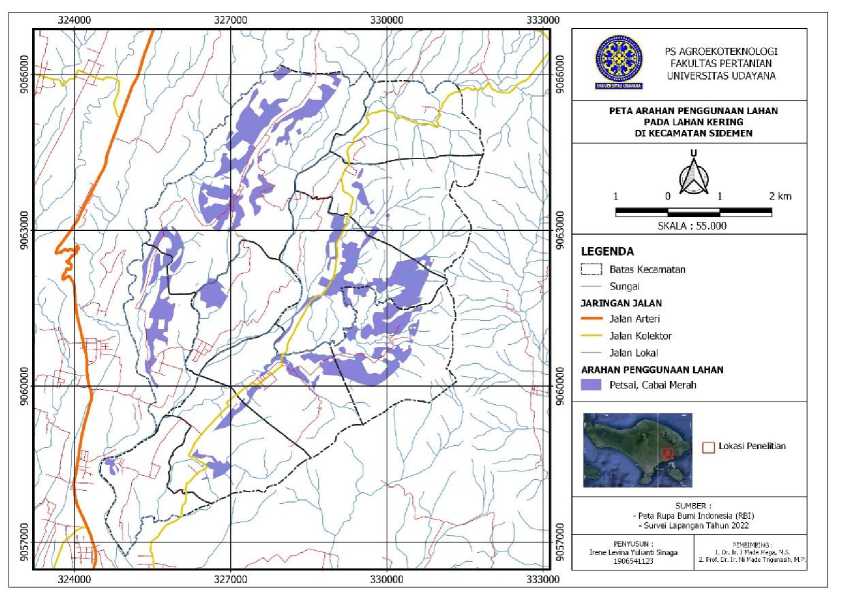 324000
327000
330000
333000
9066000
9066000
9063000
9063000
9060000
9060000
9057000
9057000
324000
327000
330000
333000
UNIVERSITAS UDAYANA
PS AGROEKOTEKNOLOGI
FAKULTAS PERTANIAN
UNIVERSITAS UDAYANA
PETA ARAHAN PENGGUNAAN LAHAN
PADA LAHAN KERING
DI KECAMATAN SIDEMEN
U
1 0 1 2 km
SKALA : 55.000
LEGENDA
Batas Kecamatan
Sungai
JARINGAN JALAN
Jalan Arteri
Jalan Kolektor
Jalan Lokal
ARAHAN PENGGUNAAN LAHAN
Petsai, Cabai Merah
Lokasi Penelitian
SUMBER :
- Peta Rupa Bumi Indonesia (RBI)
- Survei Lapangan Tahun 2022
PENYUSUN :
Irene Levina Yulianti Sinaga
1906541123
PEMBIMBING :
1. Dr. Ir. I Made Mega, M.S.
2. Prof. Dr. Ir. Ni Made Trigunasih, M.P.